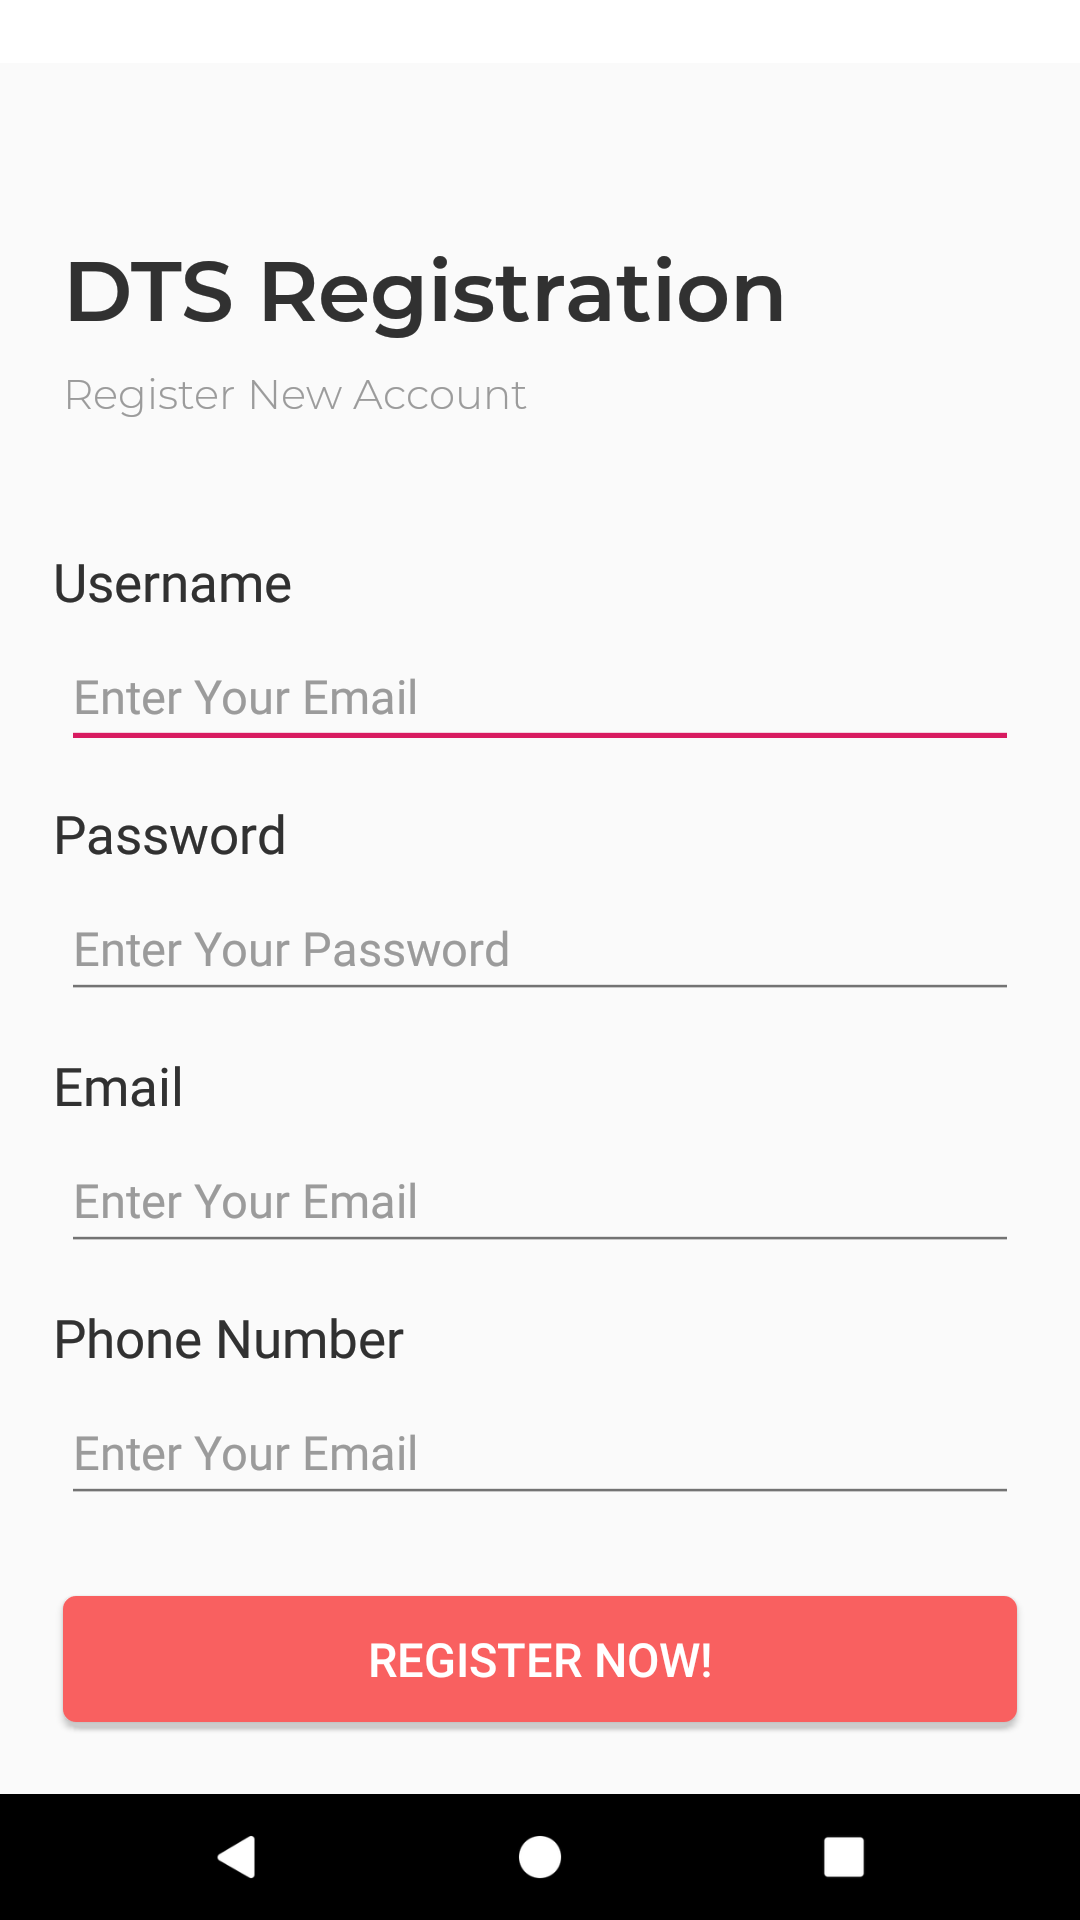 DTS Registration
Register New Account
Username
Enter Your Email
Password
Enter Your Password
Email
Enter Your Email
Phone Number
Enter Your Email
REGISTER NOW!